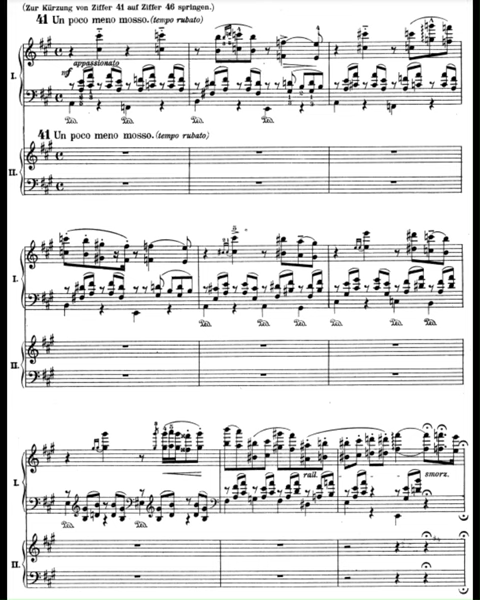 (Zur Kürzung von Ziffer 41 auf Ziffer 46 springen.)
41 Un poco meno mosso. (tempo rubato)
I.
mf appassionato
41 Un poco meno mosso. (tempo rubato)
II.
I.
II.
I.
rall.
smorz.
II.